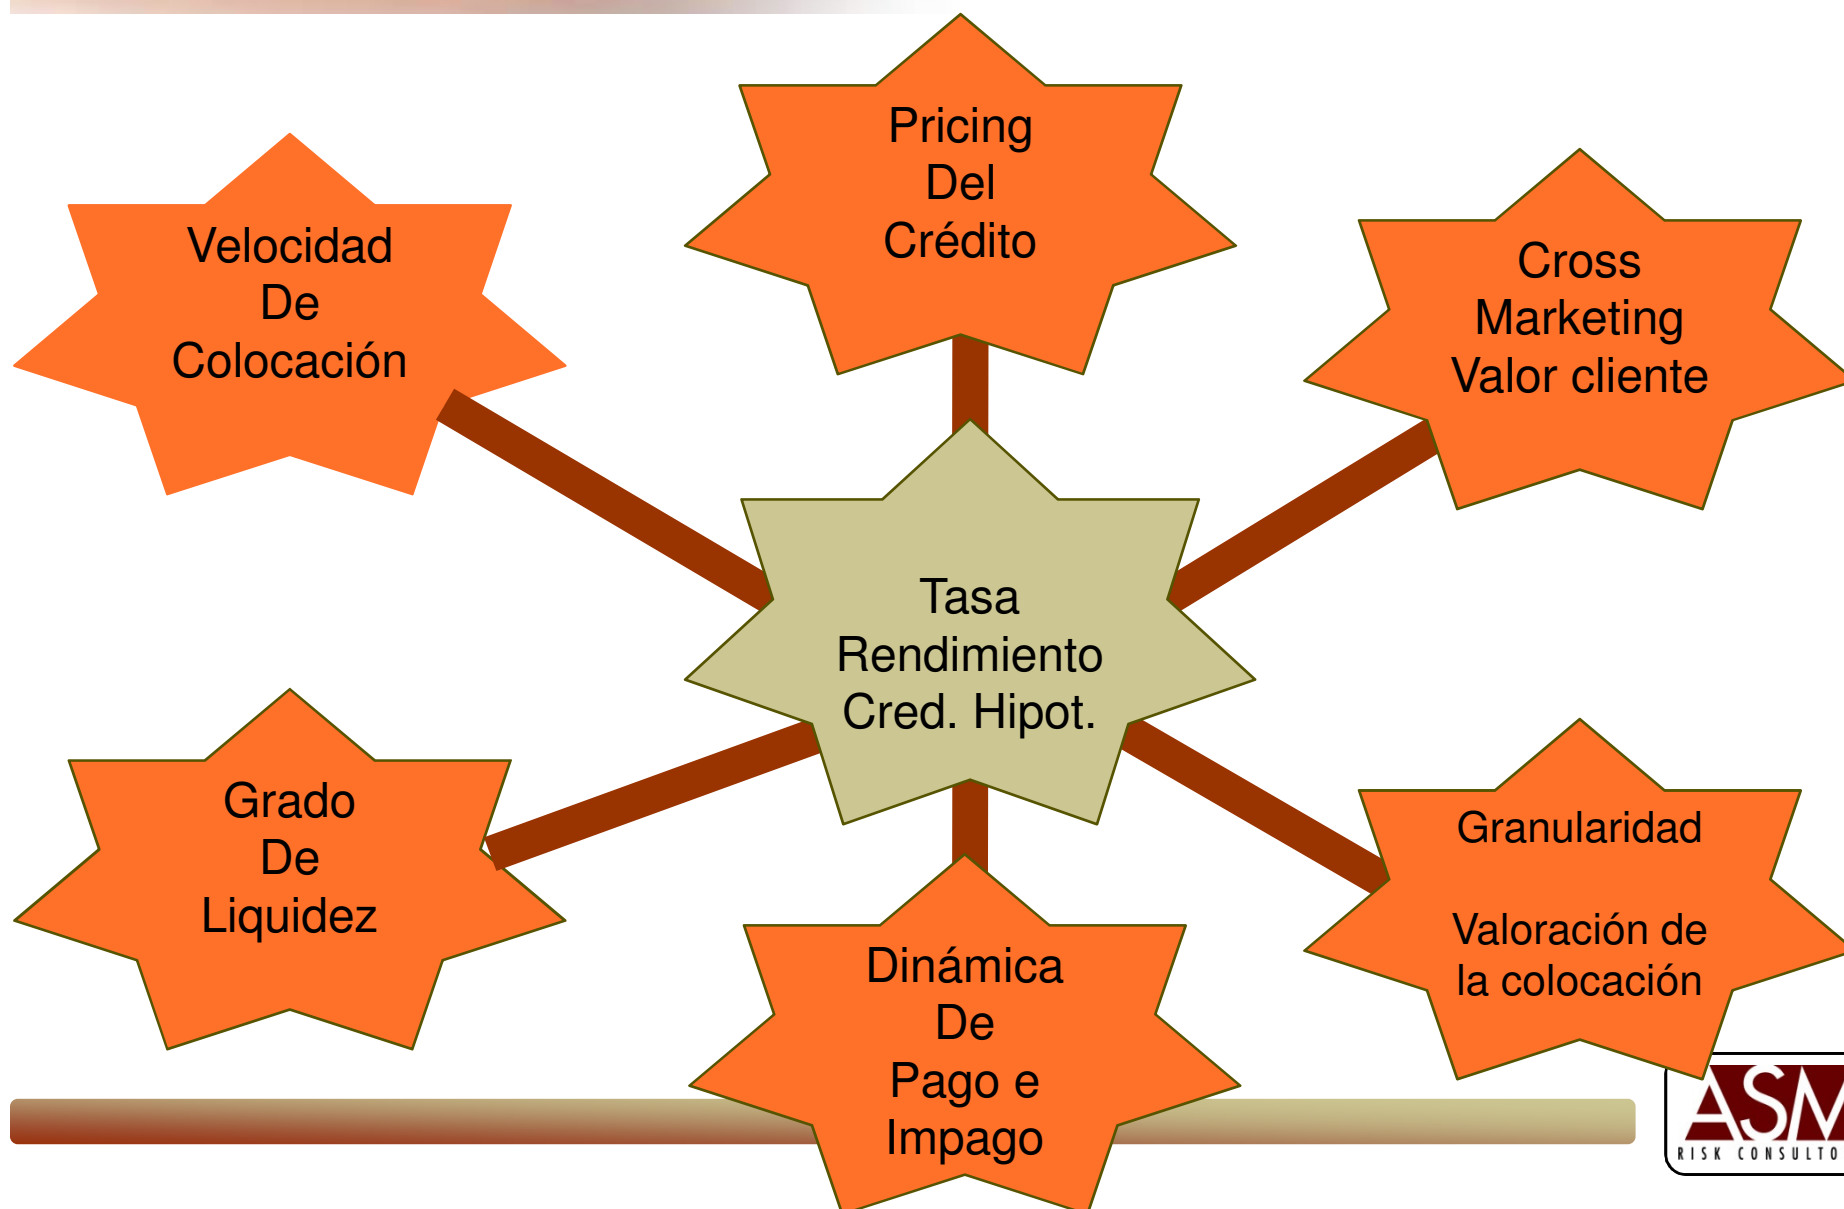 Pricing
Del
Crédito
Velocidad
De
Colocación
Cross
Marketing
Valor cliente
Tasa
Rendimiento
Cred. Hipot.
Grado
De
Liquidez
Granularidad
Valoración de
la colocación
Dinámica
De
Pago e
Impago
ASM
RISK CONSULTO